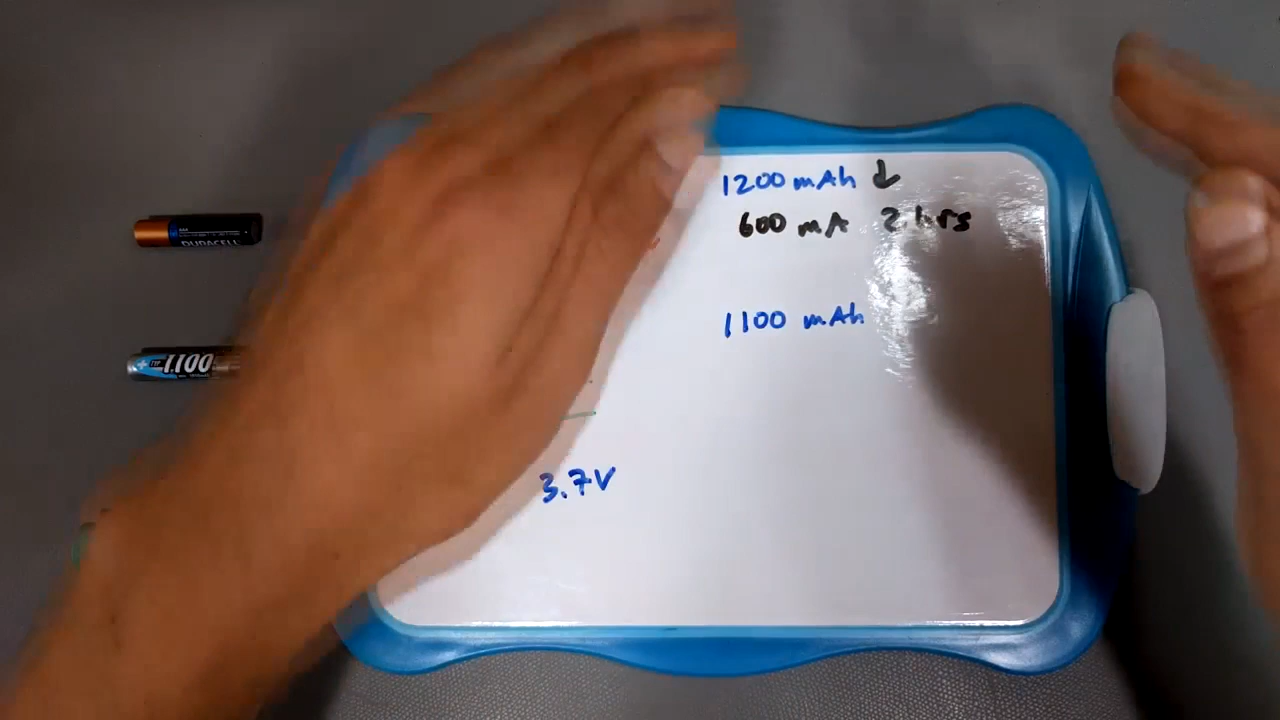 1200 mAh ↓
600 mA 2 hrs
1100 mAh
3.7V
DURACELL
1100